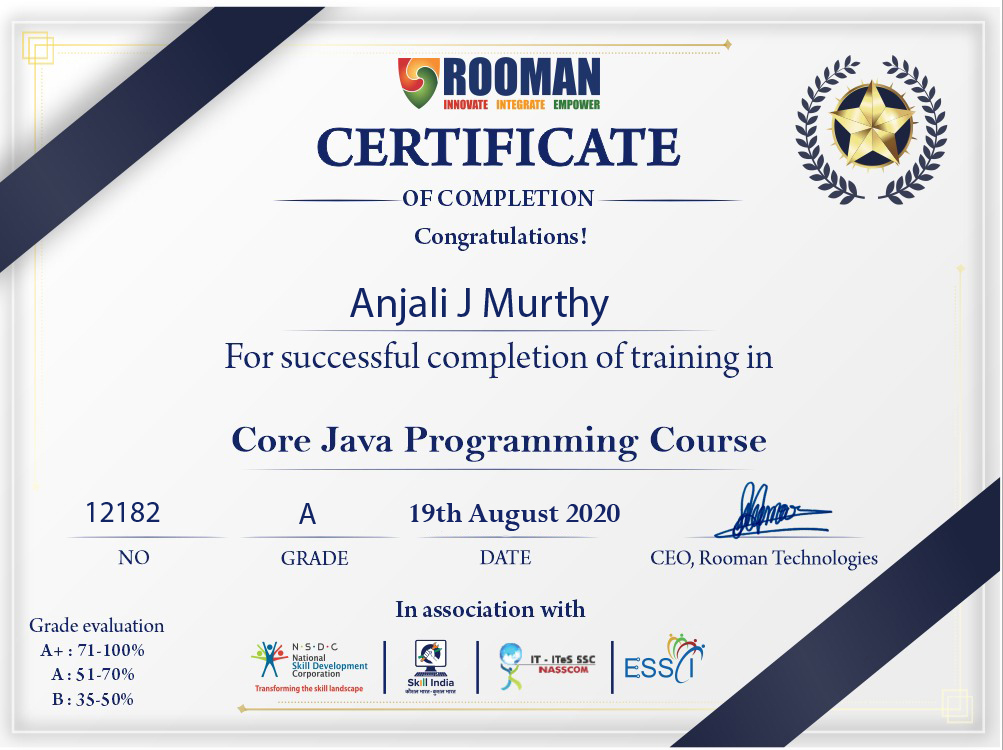 ROOMAN
INNOVATE INTEGRATE EMPOWER
CERTIFICATE
OF COMPLETION
Congratulations!
Anjali J Murthy
For successful completion of training in
Core Java Programming Course
12182 A 19th August 2020
NO GRADE DATE CEO, Rooman Technologies
In association with
Grade evaluation
A+ : 71-100%
A : 51-70%
B : 35-50%
N·S·D·C
National
Skill Development
Corporation
Transforming the skill landscape
Skill India
कौशल भारत-कुशल भारत
IT - ITeS SSC
NASSCOM
ESSCI